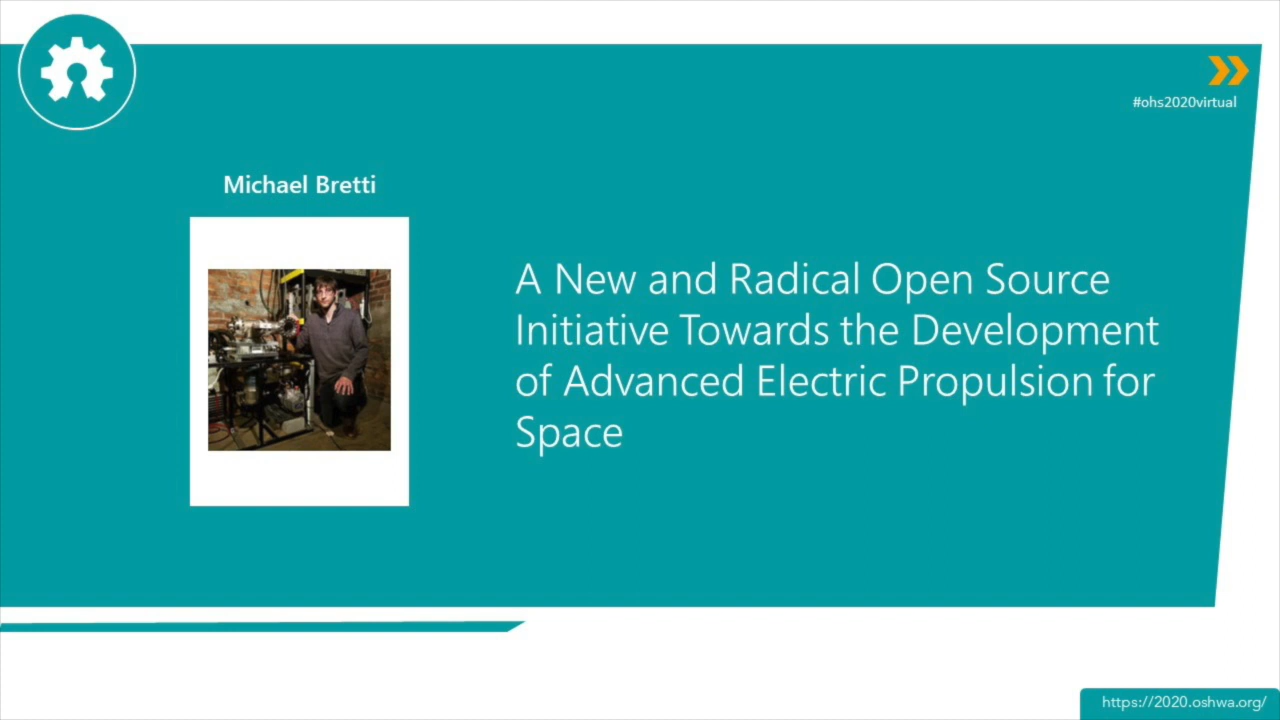 #ohs2020virtual
Michael Bretti
A New and Radical Open Source
Initiative Towards the Development
of Advanced Electric Propulsion for
Space
https://2020.oshwa.org/